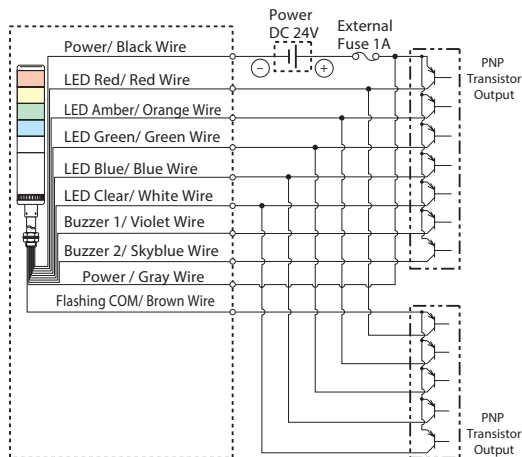 Power
DC 24V
External
Fuse 1A
Power/ Black Wire
LED Red/ Red Wire
LED Amber/ Orange Wire
LED Green/ Green Wire
LED Blue/ Blue Wire
LED Clear/ White Wire
Buzzer 1/ Violet Wire
Buzzer 2/ Skyblue Wire
Power / Gray Wire
Flashing COM/ Brown Wire
− +
PNP
Transistor
Output
PNP
Transistor
Output